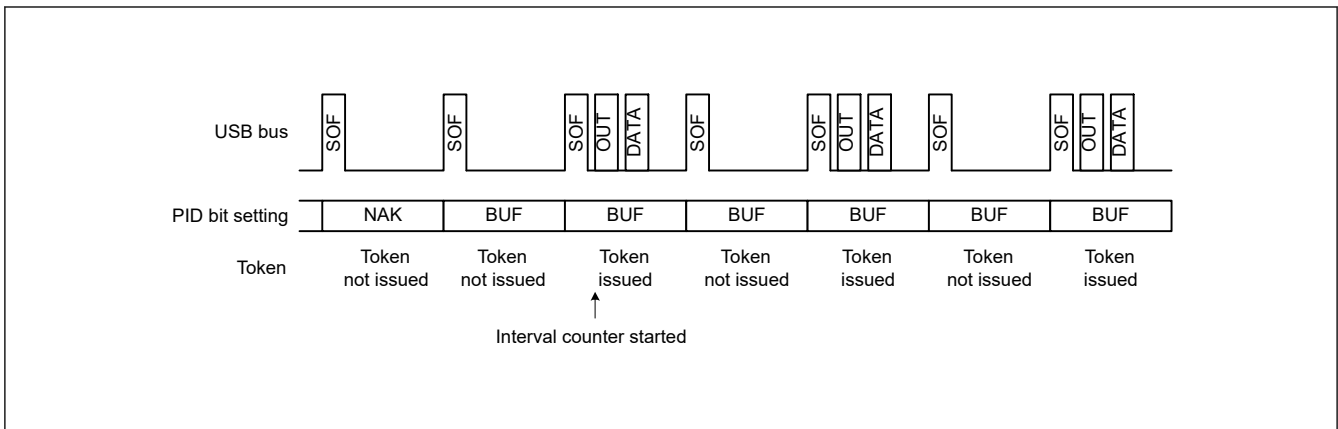 USB bus
SOF
SOF
SOF
OUT
DATA
SOF
SOF
OUT
DATA
SOF
SOF
OUT
DATA
PID bit setting
NAK
BUF
BUF
BUF
BUF
BUF
BUF
Token
Token
not issued
Token
not issued
Token
issued
Token
not issued
Token
issued
Token
not issued
Token
issued
Interval counter started